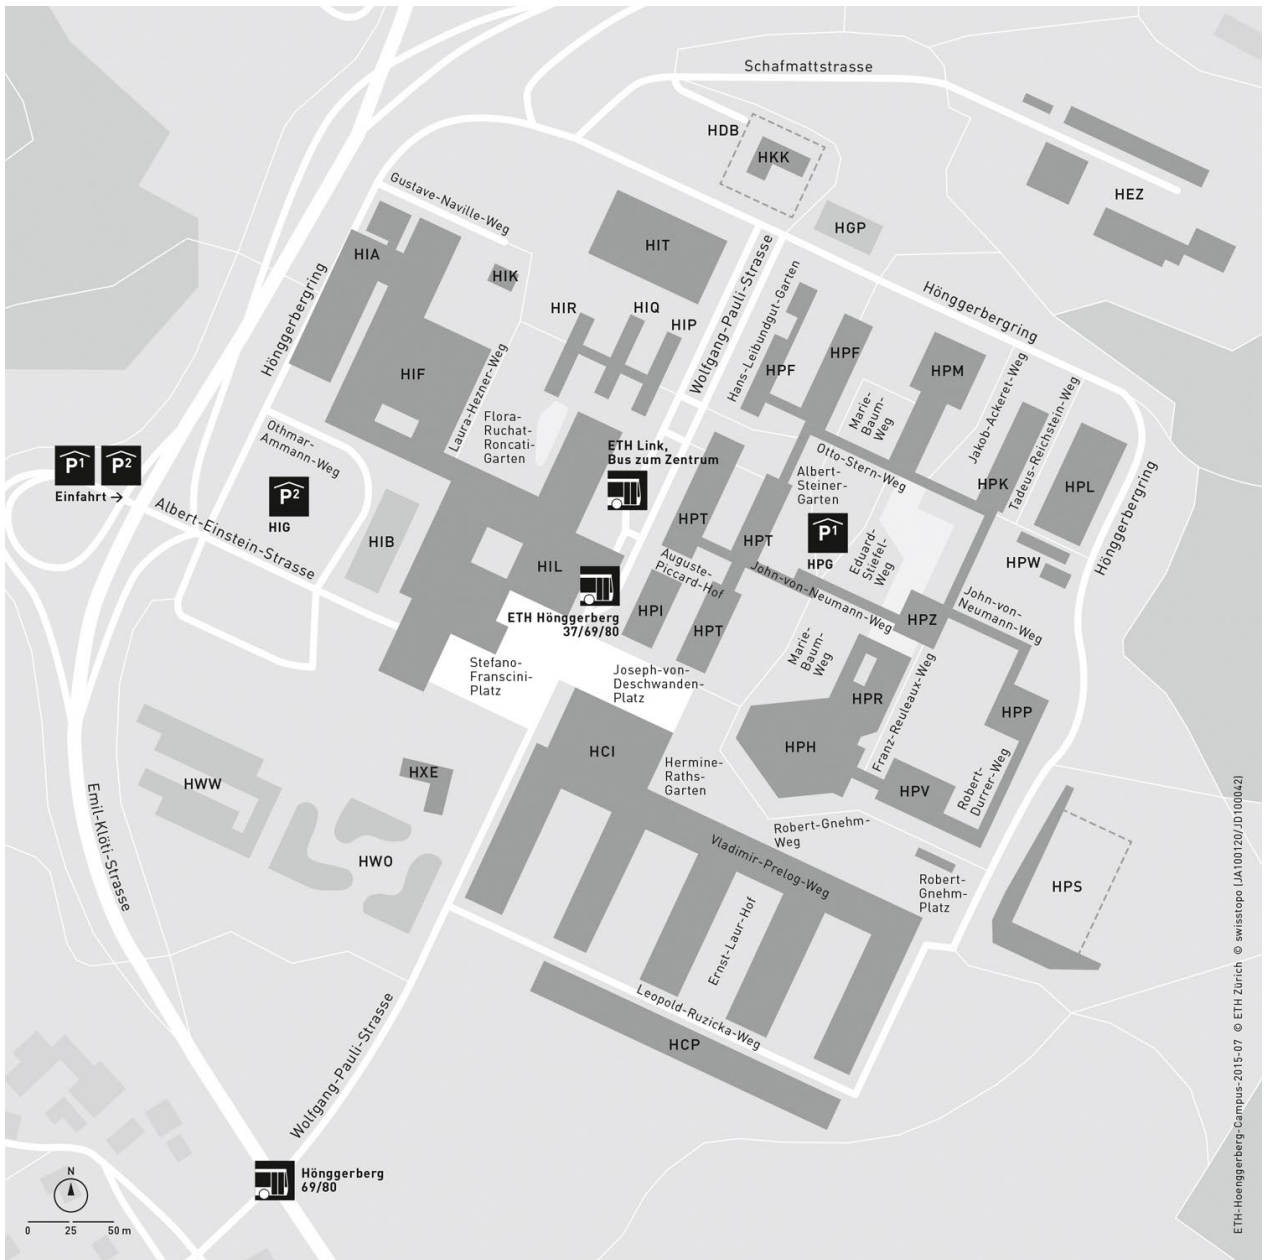 Schafmattstrasse
HDB
HKK
HEZ
Gustave-Naville-Weg
HGP
HIA
HIT
HIK
Hönggerbergring
Wolfgang-Pauli-Strasse
Hans-Leibundgut-Garten
Hönggerbergring
HIR
HIQ
HIP
HPF
HPF
HPM
HIF
Laura-Hezner-Weg
Marie-
Baum-
Weg
Jakob-Ackeret-Weg
Tadeus-Reichstein-Weg
Flora-
Ruchat-
Roncati-
Garten
Othmar-
Ammann-Weg
ETH Link,
Bus zum Zentrum
Otto-Stern-Weg
Albert-
Steiner-
Garten
P1
P2
Einfahrt →
P2
HIG
HPK
HPL
Hönggerbergring
Albert-Einstein-Strasse
HIB
HPT
HPT
P1
HPG
Eduard-
Stiefel-
Weg
HPW
HIL
Auguste-
Piccard-Hof
John-von-Neumann-Weg
John-von-
Neumann-Weg
ETH Hönggerberg
37/69/80
HPI
HPT
HPZ
Marie-
Baum-
Weg
Stefano-
Franscini-
Platz
Joseph-von-
Deschwanden-
Platz
HPR
Franz-Reuleaux-Weg
HPP
HCI
HPH
Hermine-
Raths-
Garten
HXE
HWW
HPV
Robert-
Durrer-Weg
Emil-Klöti-Strasse
Robert-Gnehm-
Weg
HWO
Vladimir-Prelog-Weg
Robert-
Gnehm-
Platz
HPS
Ernst-Laur-Hof
Leopold-Ruzicka-Weg
HCP
Wolfgang-Pauli-Strasse
Hönggerberg
69/80
N
0 25 50 m
ETH-Hoenggerberg-Campus-2015-07 © ETH Zürich © swisstopo (JA100120/JD100042)